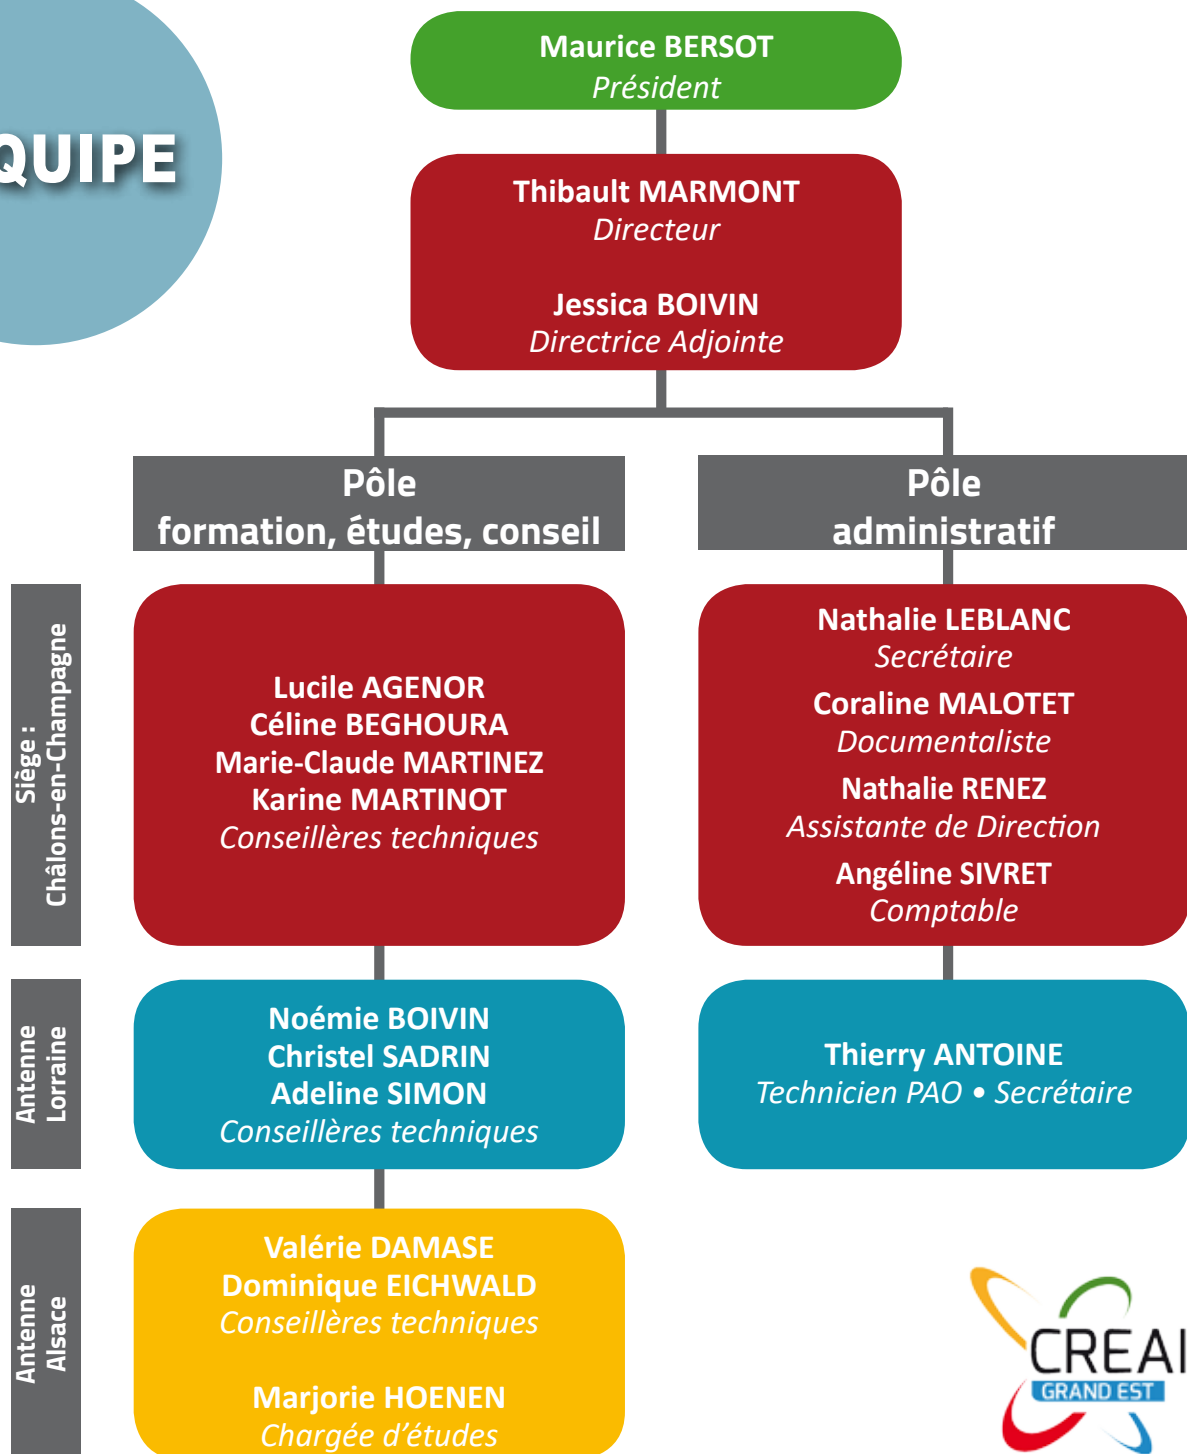 QUIPE
Maurice BERSOT
Président
Thibault MARMONT
Directeur
Jessica BOIVIN
Directrice Adjointe
Pôle
formation, études, conseil
Pôle
administratif
Siège :
Châlons-en-Champagne
Lucile AGENOR
Céline BEGHOURA
Marie-Claude MARTINEZ
Karine MARTINOT
Conseillères techniques
Nathalie LEBLANC
Secrétaire
Coraline MALOTET
Documentaliste
Nathalie RENEZ
Assistante de Direction
Angéline SIVRET
Comptable
Antenne
Lorraine
Noémie BOIVIN
Christel SADRIN
Adeline SIMON
Conseillères techniques
Thierry ANTOINE
Technicien PAO • Secrétaire
Antenne
Alsace
Valérie DAMASE
Dominique EICHWALD
Conseillères techniques
Marjorie HOENEN
Chargée d'études
CREAI
GRAND EST